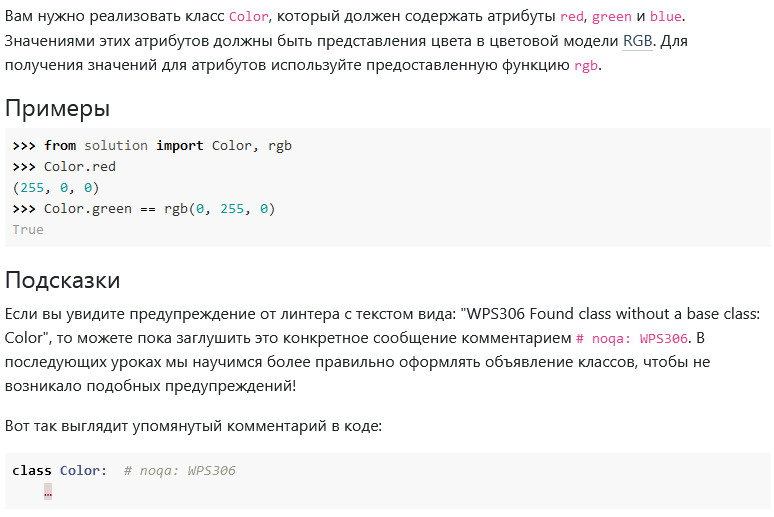 Вам нужно реализовать класс Color, который должен содержать атрибуты red, green и blue.
Значениями этих атрибутов должны быть представления цвета в цветовой модели RGB. Для
получения значений для атрибутов используйте предоставленную функцию rgb.
Примеры
>>> from solution import Color, rgb
>>> Color.red
(255, 0, 0)
>>> Color.green == rgb(0, 255, 0)
True
Подсказки
Если вы увидите предупреждение от линтера с текстом вида: "WPS306 Found class without a base class:
Color", то можете пока заглушить это конкретное сообщение комментарием # noqa: WPS306. В
последующих уроках мы научимся более правильно оформлять объявление классов, чтобы не
возникало подобных предупреждений!
Вот так выглядит упомянутый комментарий в коде:
class Color:  # noqa: WPS306
    …